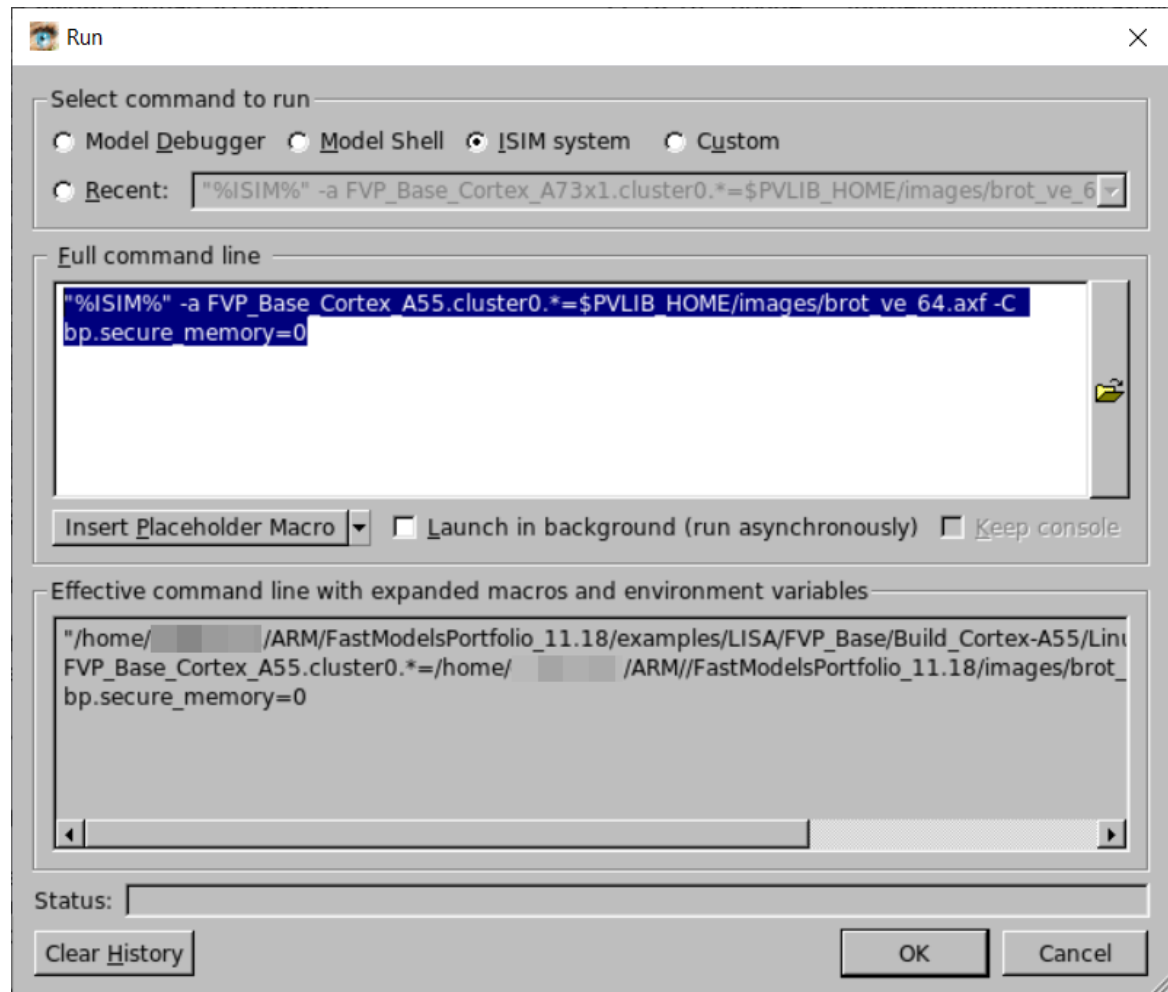 Run
Select command to run
Model Debugger Model Shell ISIM system Custom
Recent: "%ISIM%" -a FVP_Base_Cortex_A73x1.cluster0.*=$PVLIB_HOME/images/brot_ve_6
Full command line
"%ISIM%" -a FVP_Base_Cortex_A55.cluster0.*=$PVLIB_HOME/images/brot_ve_64.axf -C
bp.secure_memory=0
Insert Placeholder Macro Launch in background (run asynchronously) Keep console
Effective command line with expanded macros and environment variables
"/home/ /ARM/FastModelsPortfolio_11.18/examples/LISA/FVP_Base/Build_Cortex-A55/Linu
FVP_Base_Cortex_A55.cluster0.*=/home/ /ARM//FastModelsPortfolio_11.18/images/brot_
bp.secure_memory=0
Status:
Clear History OK Cancel